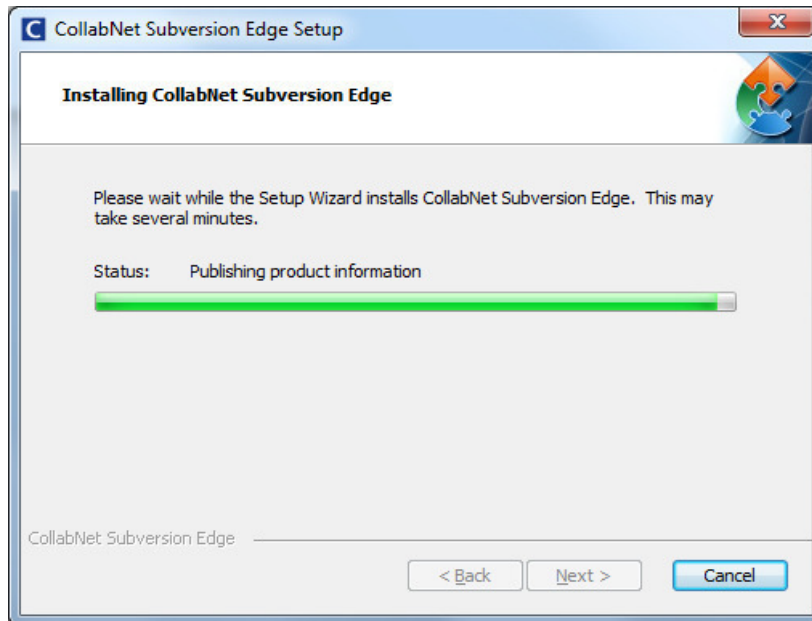 CollabNet Subversion Edge Setup
Installing CollabNet Subversion Edge
Please wait while the Setup Wizard installs CollabNet Subversion Edge. This may
take several minutes.
Status: Publishing product information
CollabNet Subversion Edge
< Back Next > Cancel